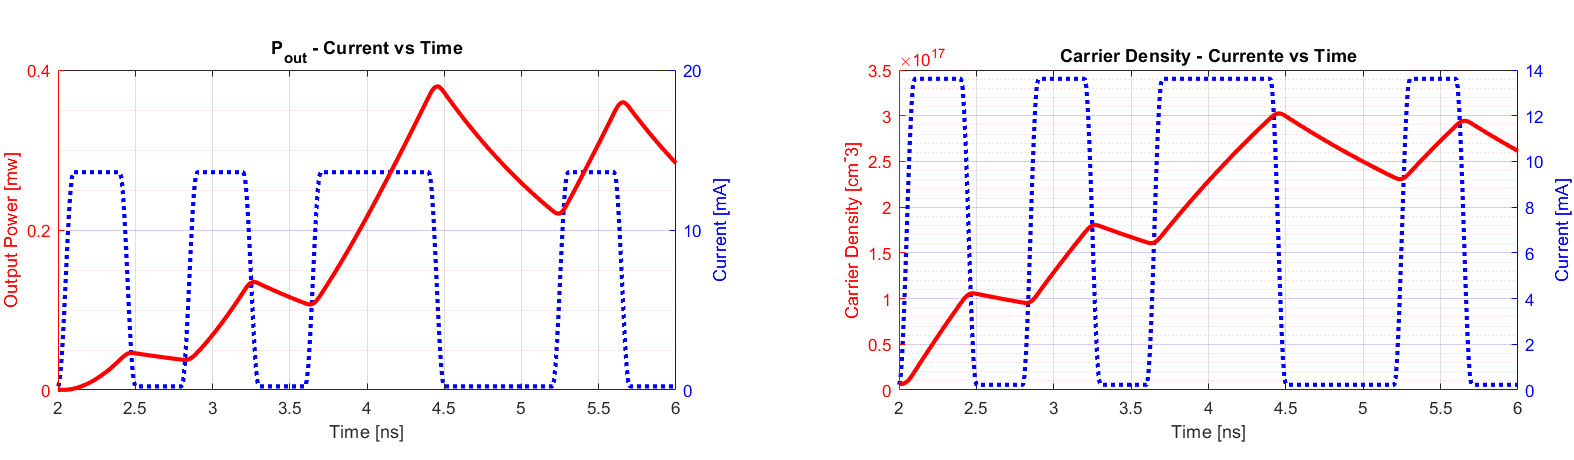 P_out - Current vs Time
0.4
0.2
0
Output Power [mw]
20
10
0
Current [mA]
2 2.5 3 3.5 4 4.5 5 5.5 6
Time [ns]
Carrier Density - Currente vs Time
×10^17
3.5
3
2.5
2
1.5
1
0.5
0
Carrier Density [cm^-3]
14
12
10
8
6
4
2
0
Current [mA]
2 2.5 3 3.5 4 4.5 5 5.5 6
Time [ns]